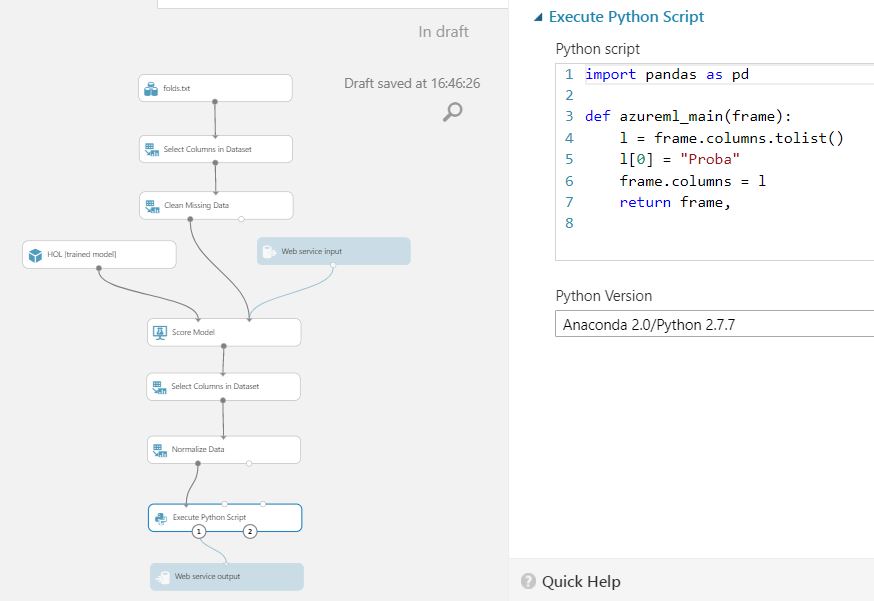 In draft
Draft saved at 16:46:26
folds.txt
Select Columns in Dataset
Clean Missing Data
HOL [trained model]
Web service input
Score Model
Select Columns in Dataset
Normalize Data
Execute Python Script
1
2
Web service output
Execute Python Script
Python script
1 import pandas as pd
2
3 def azureml_main(frame):
4     l = frame.columns.tolist()
5     l[0] = "Proba"
6     frame.columns = l
7     return frame,
8
Python Version
Anaconda 2.0/Python 2.7.7
? Quick Help